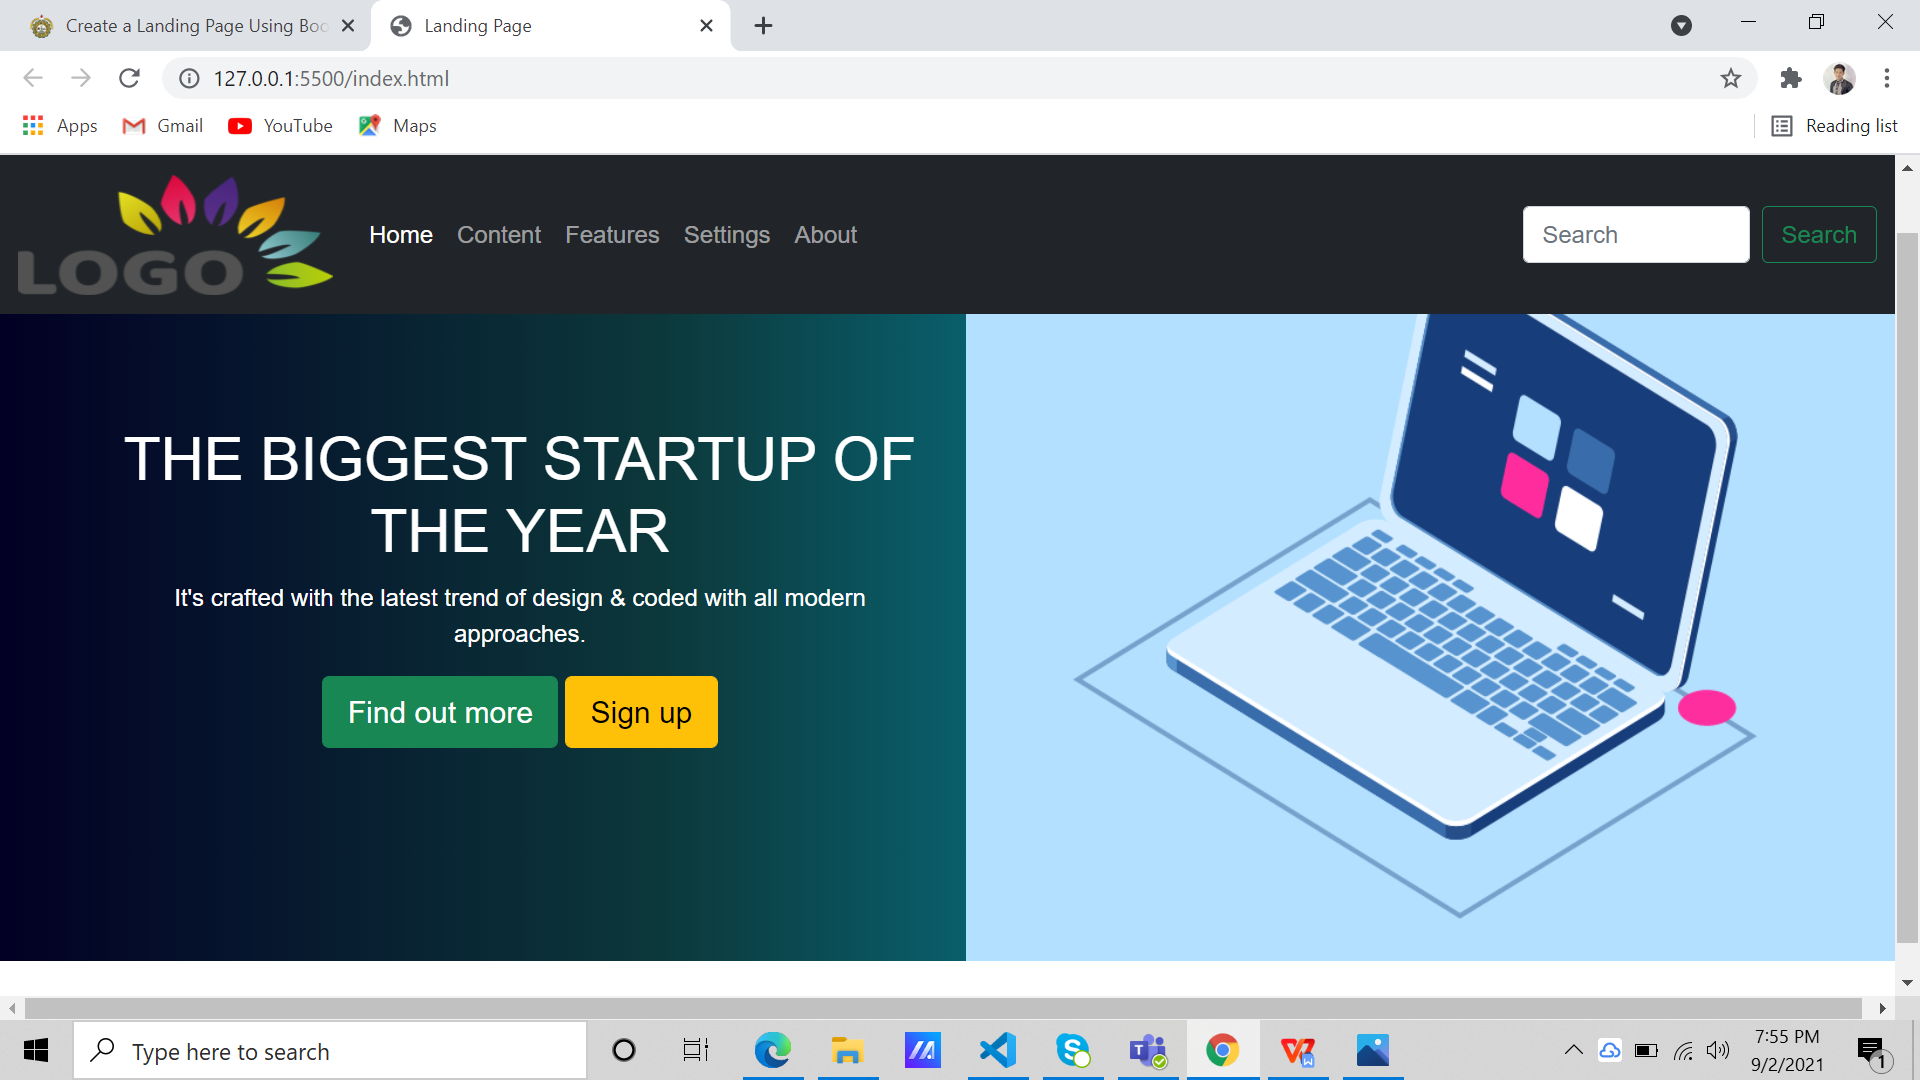 Create a Landing Page Using Boo
Landing Page
127.0.0.1:5500/index.html
Apps
Gmail
YouTube
Maps
Reading list
LOGO
Home
Content
Features
Settings
About
Search
Search
THE BIGGEST STARTUP OF
THE YEAR
It's crafted with the latest trend of design & coded with all modern
approaches.
Find out more
Sign up
Type here to search
7:55 PM
9/2/2021
1